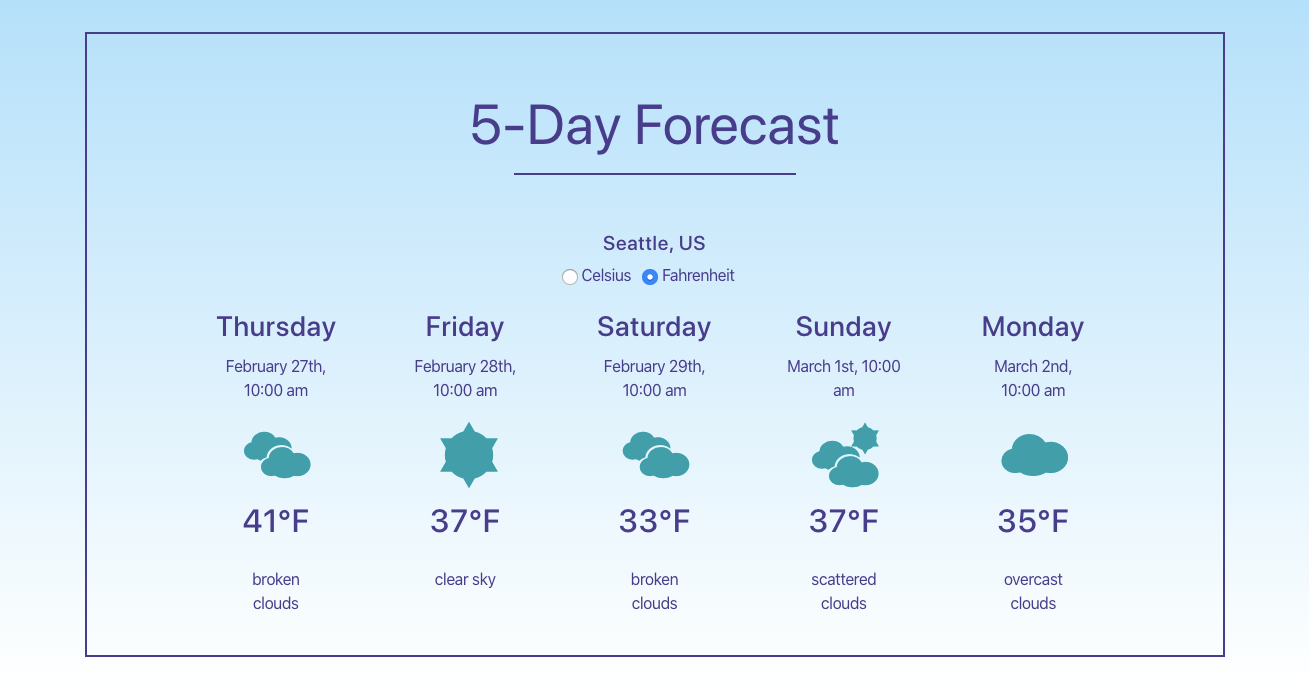 5-Day Forecast
Seattle, US
Celsius Fahrenheit
Thursday
February 27th,
10:00 am
41°F
broken
clouds
Friday
February 28th,
10:00 am
37°F
clear sky
Saturday
February 29th,
10:00 am
33°F
broken
clouds
Sunday
March 1st, 10:00
am
37°F
scattered
clouds
Monday
March 2nd,
10:00 am
35°F
overcast
clouds